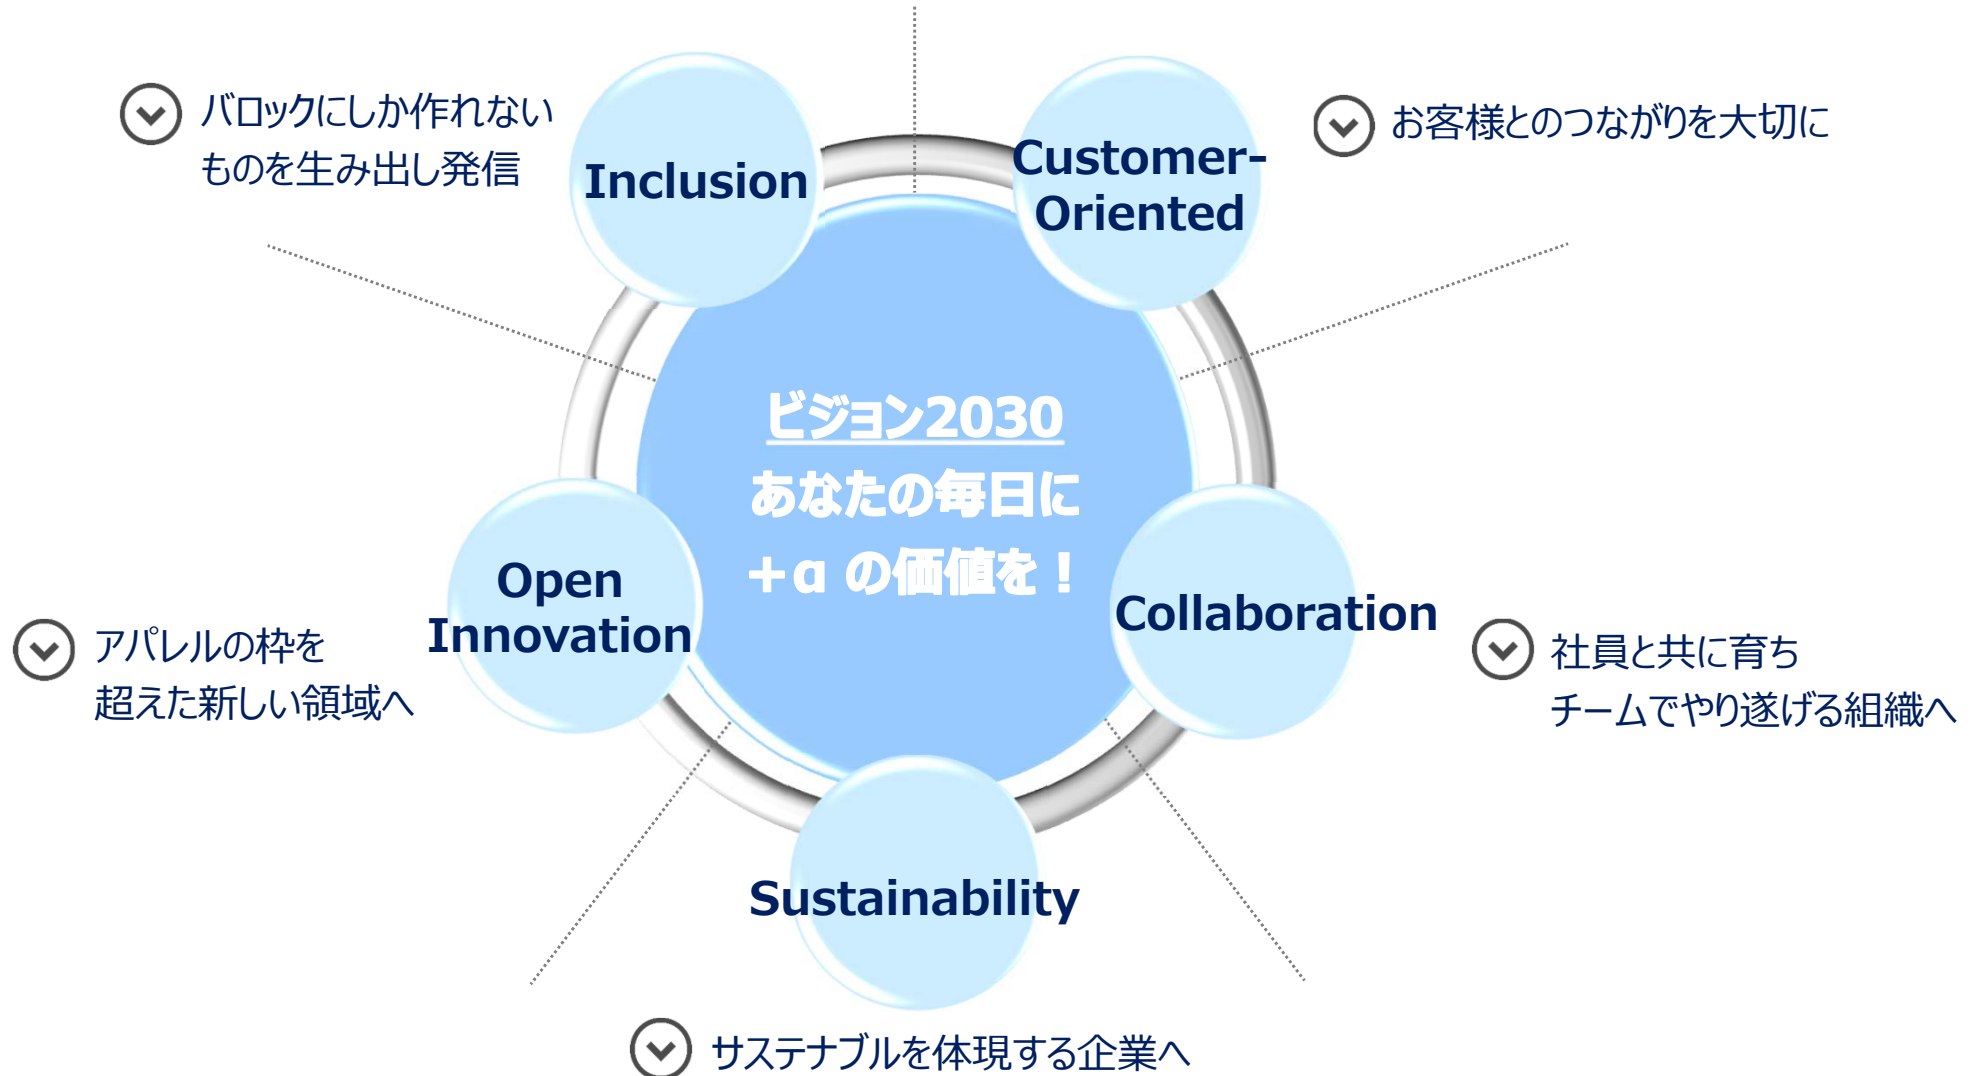 バロックにしか作れない
ものを生み出し発信
Inclusion
Customer-
Oriented
お客様とのつながりを大切に
ビジョン2030
あなたの毎日に
+α の価値を！
Open
Innovation
アパレルの枠を
超えた新しい領域へ
Collaboration
社員と共に育ち
チームでやり遂げる組織へ
Sustainability
サステナブルを体現する企業へ